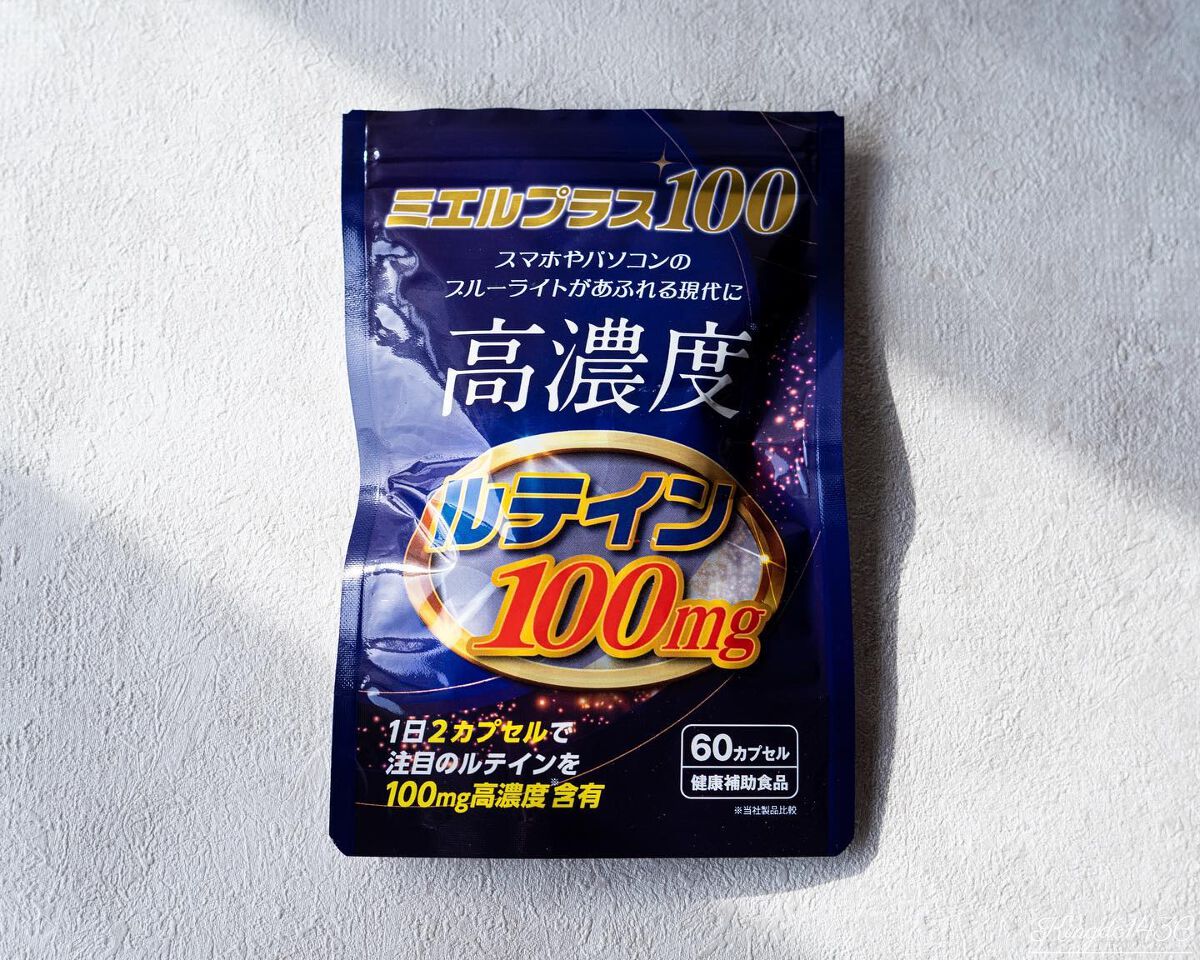 ミエルプラス100
スマホやパソコンの
ブルーライトがあふれる現代に
高濃度
ルテイン
100mg
1日2カプセルで
注目のルテインを
100mg高濃度※含有
60カプセル
健康補助食品
※当社製品比較